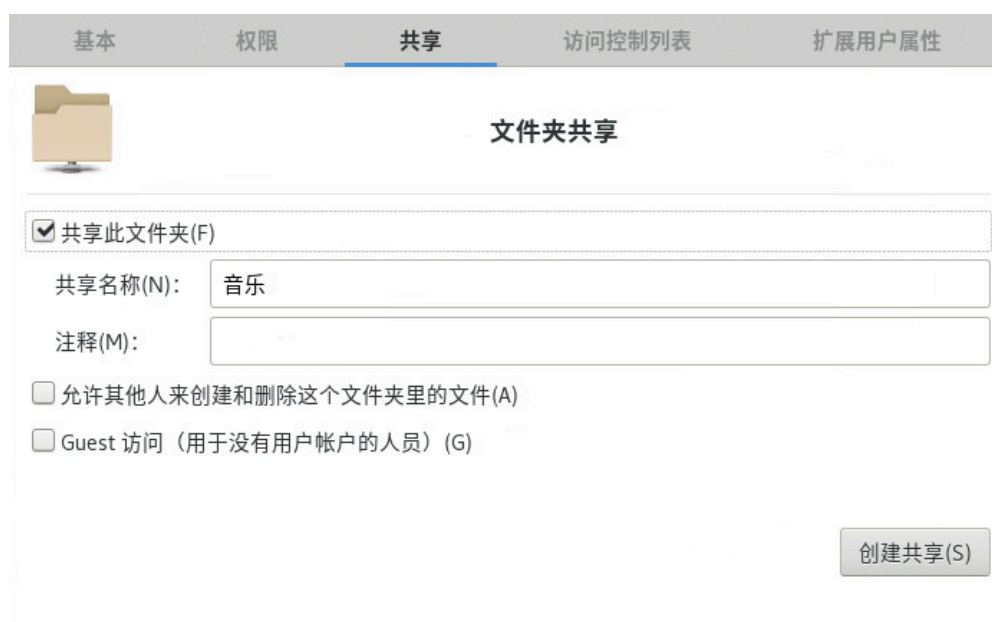 基本 权限 共享 访问控制列表 扩展用户属性
文件夹共享
共享此文件夹(F)
共享名称(N)： 音乐
注释(M)：
允许其他人来创建和删除这个文件夹里的文件(A)
Guest 访问（用于没有用户帐户的人员）(G)
创建共享(S)